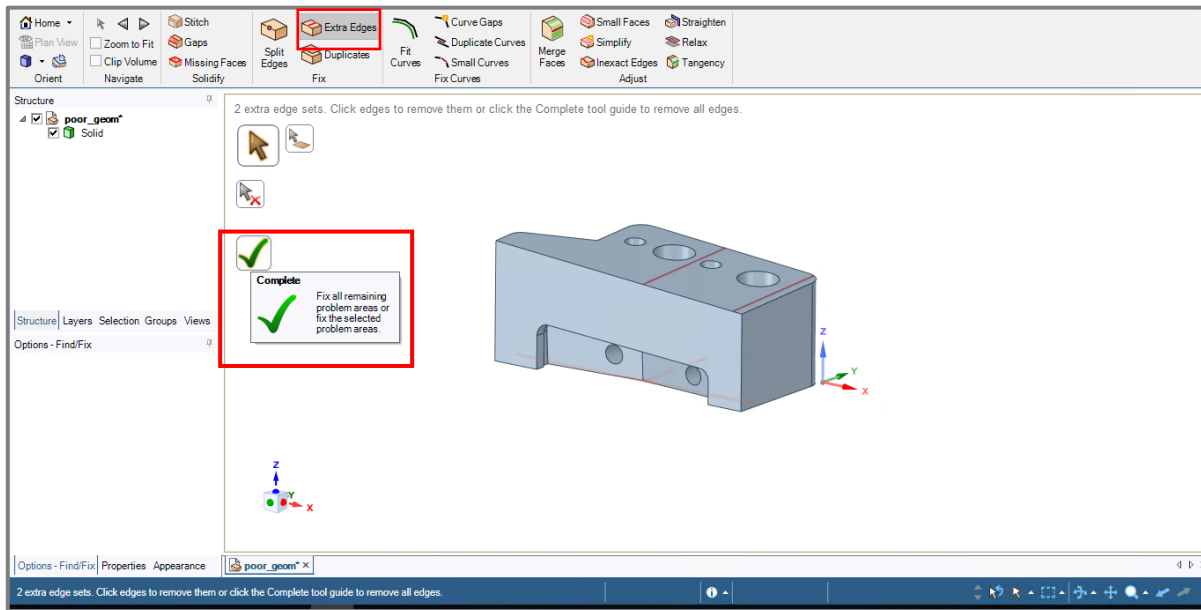 Home
Plan View
Orient
Zoom to Fit
Clip Volume
Navigate
Stitch
Gaps
Missing Faces
Solidify
Split
Edges
Extra Edges
Duplicates
Fix
Fit
Curves
Curve Gaps
Duplicate Curves
Small Curves
Fix Curves
Merge
Faces
Small Faces
Simplify
Inexact Edges
Straighten
Relax
Tangency
Adjust
Structure
poor_geom*
Solid
2 extra edge sets. Click edges to remove them or click the Complete tool guide to remove all edges.
Complete
Fix all remaining
problem areas or
fix the selected
problem areas.
Structure Layers Selection Groups Views
Options - Find/Fix
Z
Y
X
Z
Y
X
Options - Find/Fix Properties Appearance
poor_geom* ×
2 extra edge sets. Click edges to remove them or click the Complete tool guide to remove all edges.